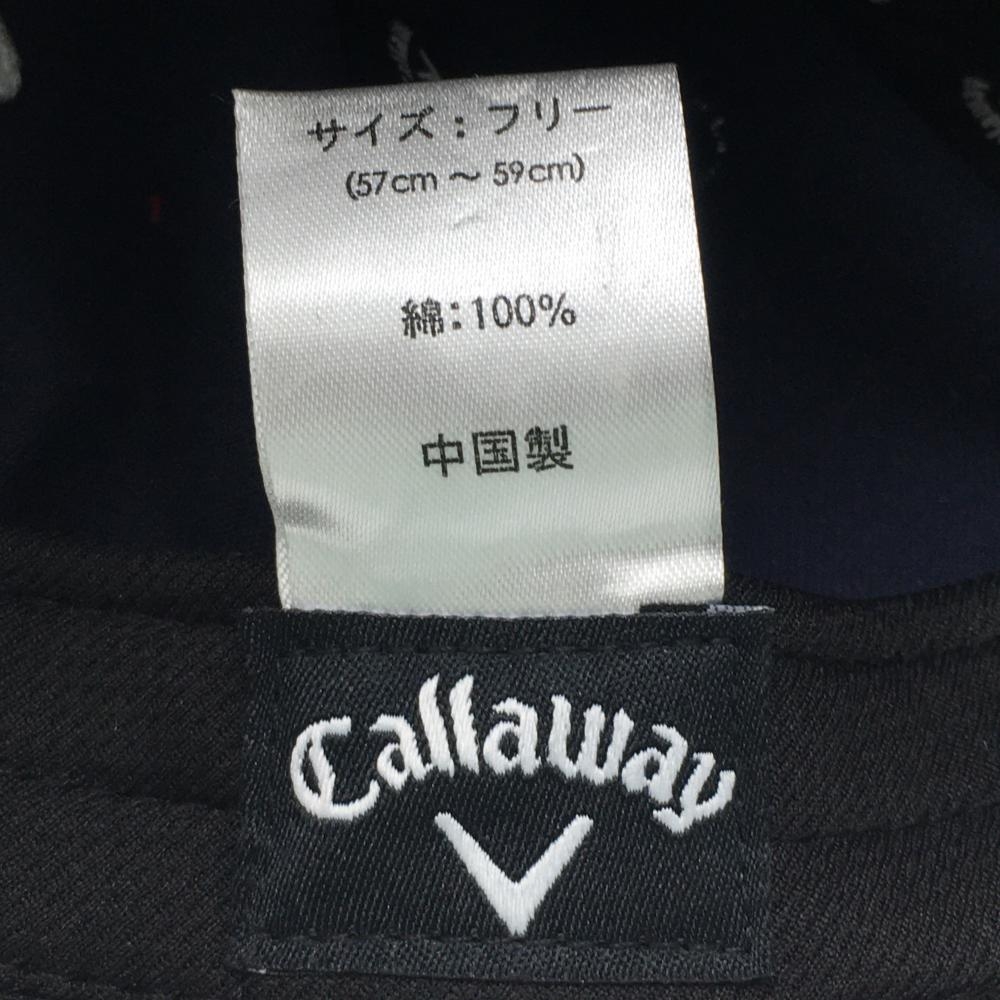 サイズ：フリー
(57cm～59cm)
綿:100%
中国製
Callaway